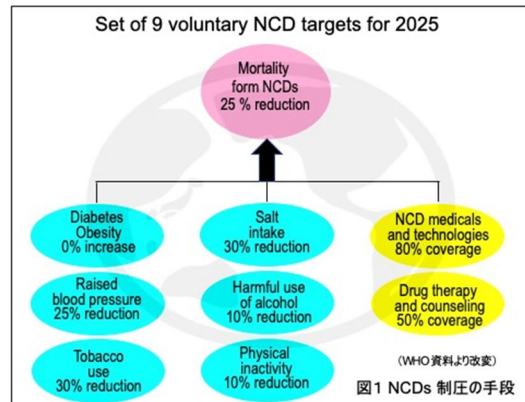 Set of 9 voluntary NCD targets for 2025
Mortality
form NCDs
25 % reduction
Diabetes
Obesity
0% increase
Salt
intake
30% reduction
NCD medicals
and technologies
80% coverage
Raised
blood pressure
25% reduction
Harmful use
of alcohol
10% reduction
Drug therapy
and counseling
50% coverage
Tobacco
use
30% reduction
Physical
inactivity
10% reduction
(WHO資料より改変)
図1 NCDs 制圧の手段